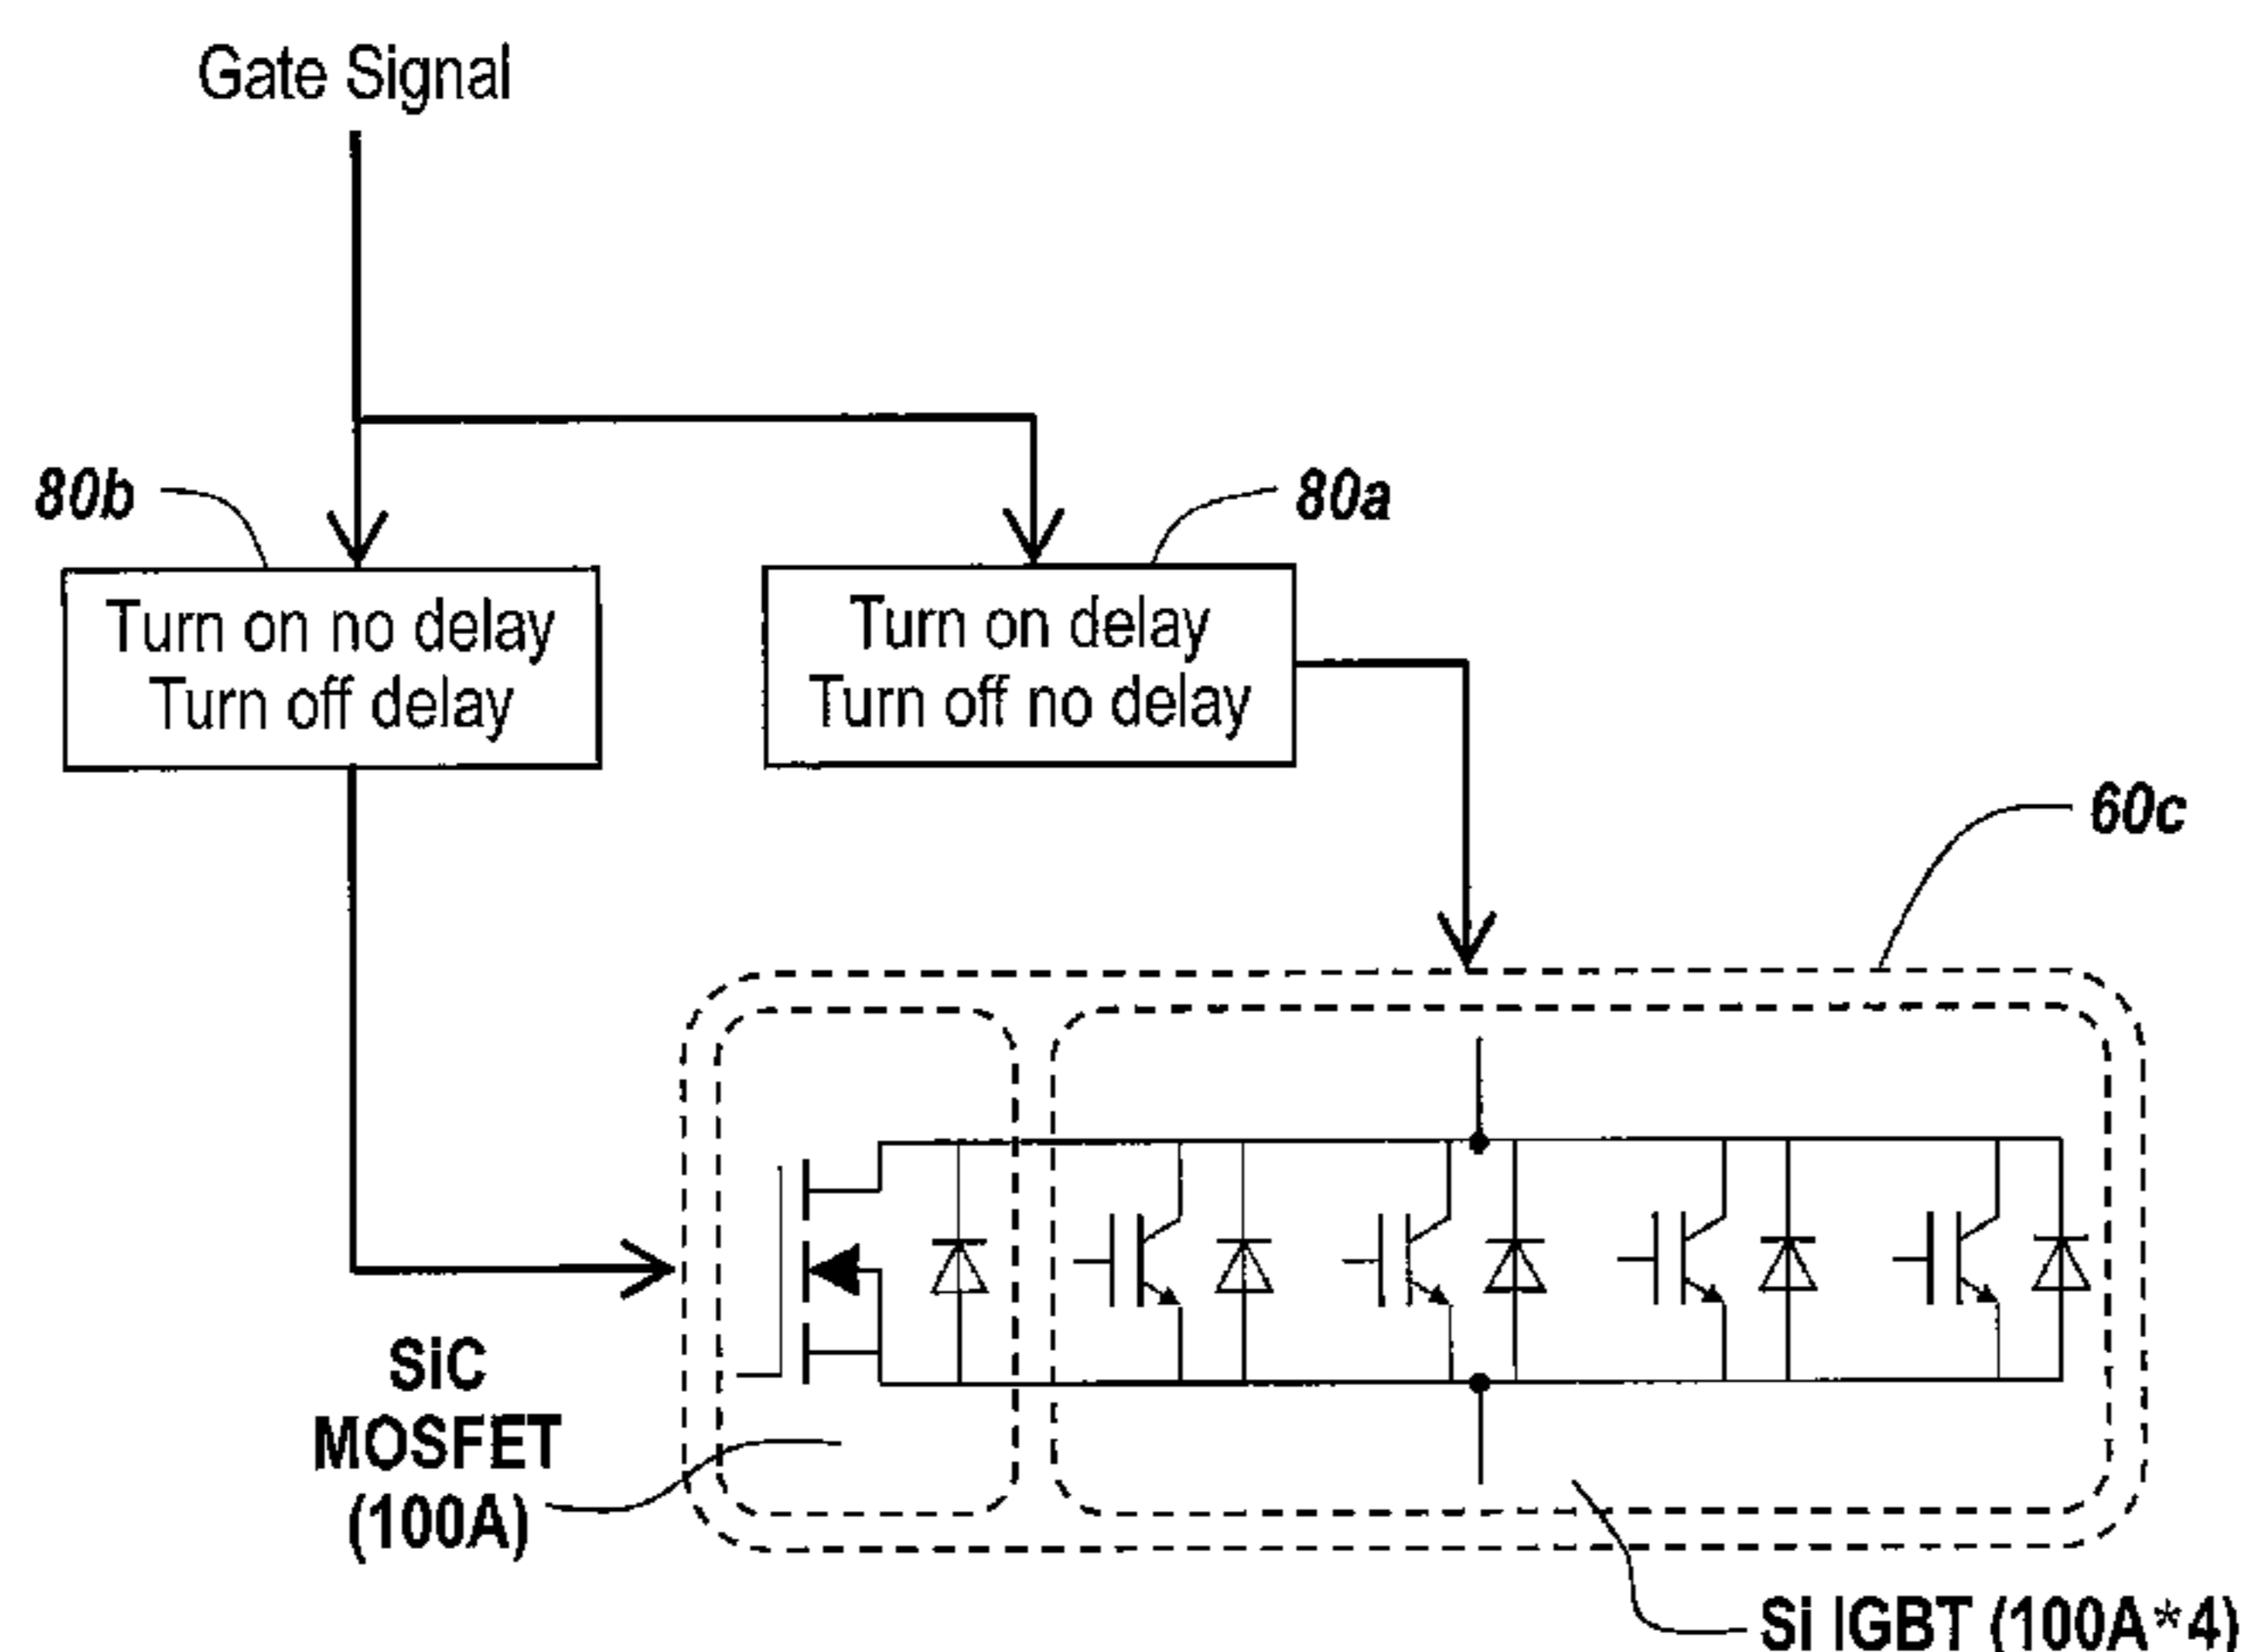 Gate Signal
80b
80a
Turn on no delay
Turn off delay
Turn on delay
Turn off no delay
60c
SiC
MOSFET
(100A)
Si IGBT (100A*4)